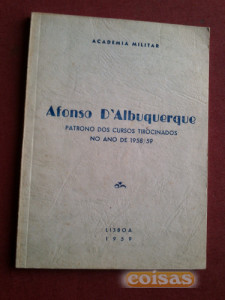 ACADEMIA MILITAR
Afonso D'Albuquerque
PATRONO DOS CURSOS TIROCINADOS
NO ANO DE 1958/59
LISBOA
1959
coisas